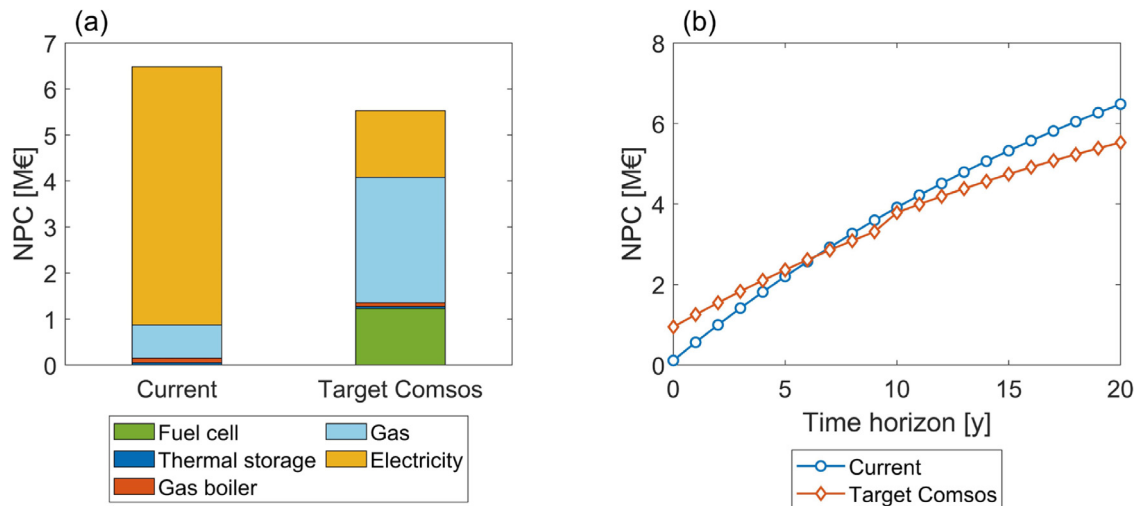 (a)
7
6
5
4
3
2
1
0
NPC [M€]
Current Target Comsos
Fuel cell Gas
Thermal storage Electricity
Gas boiler
(b)
8
6
4
2
0
NPC [M€]
0 5 10 15 20
Time horizon [y]
Current
Target Comsos